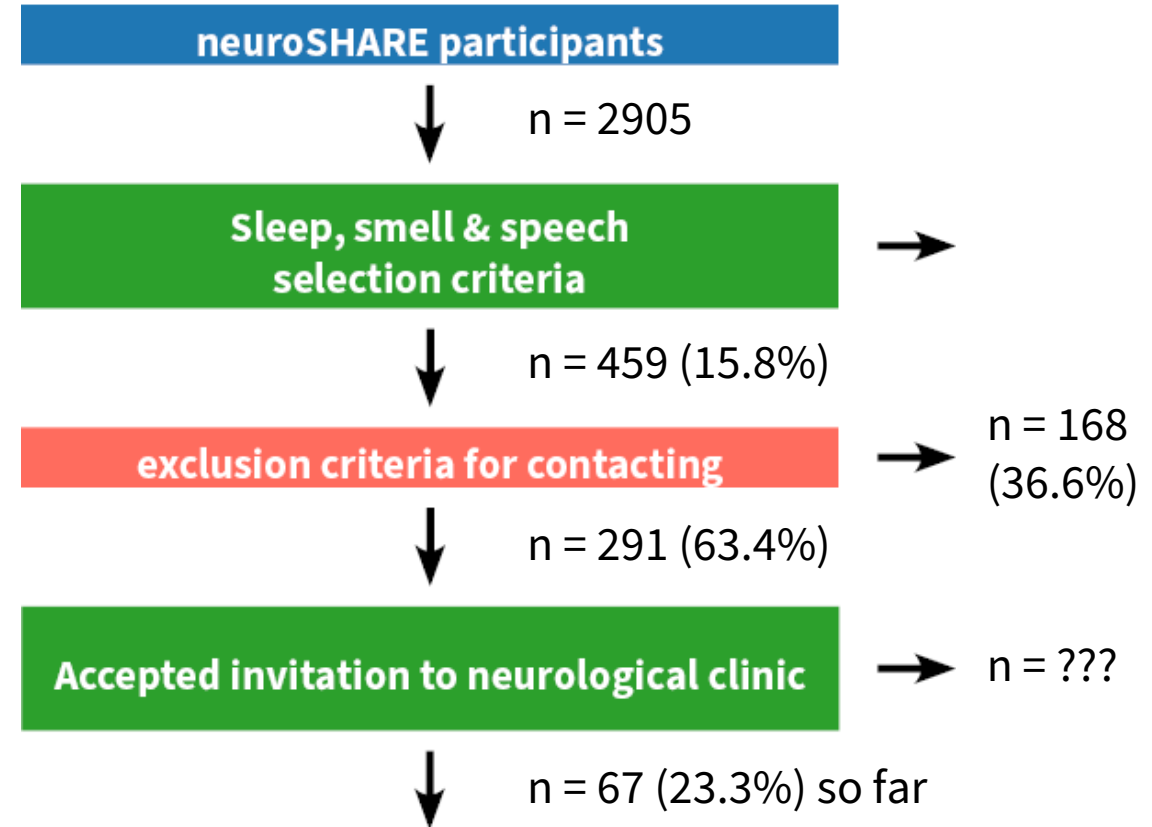 neuroSHARE participants
n = 2905
Sleep, smell & speech
selection criteria
n = 459 (15.8%)
exclusion criteria for contacting
n = 168
(36.6%)
n = 291 (63.4%)
Accepted invitation to neurological clinic
n = ???
n = 67 (23.3%) so far